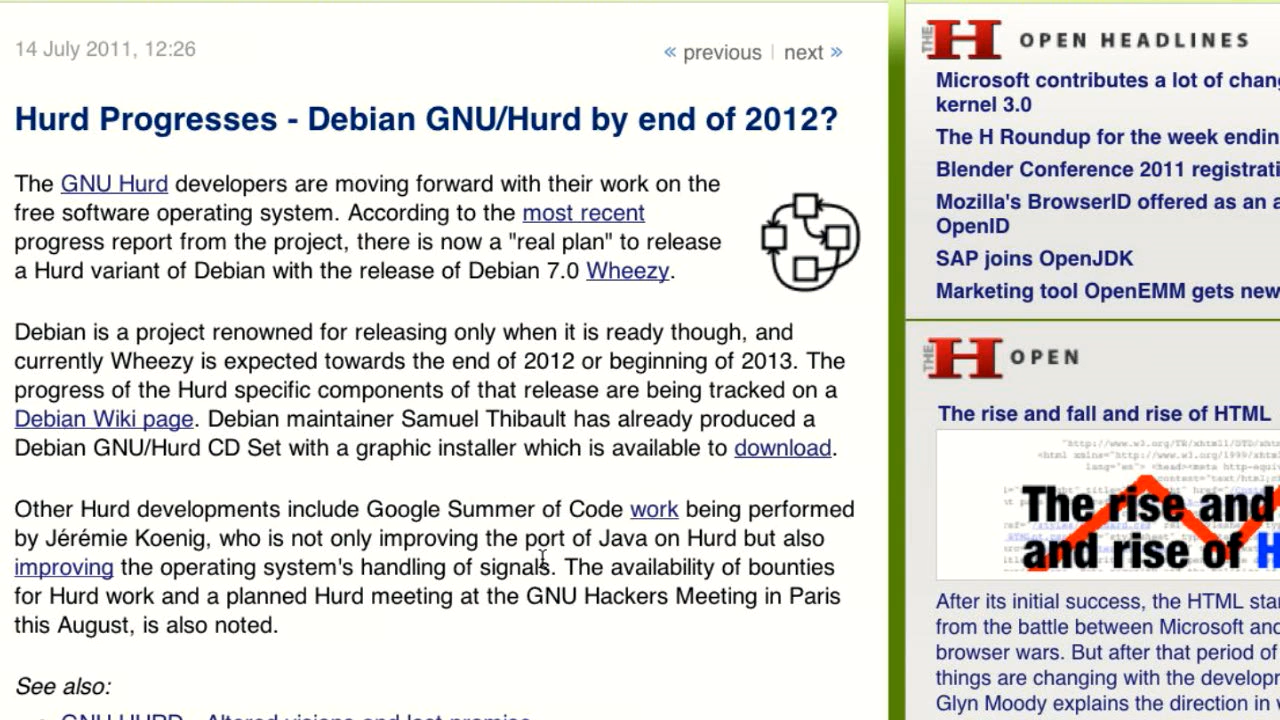 14 July 2011, 12:26
« previous | next »
Hurd Progresses - Debian GNU/Hurd by end of 2012?
The GNU Hurd developers are moving forward with their work on the
free software operating system. According to the most recent
progress report from the project, there is now a "real plan" to release
a Hurd variant of Debian with the release of Debian 7.0 Wheezy.
Debian is a project renowned for releasing only when it is ready though, and
currently Wheezy is expected towards the end of 2012 or beginning of 2013. The
progress of the Hurd specific components of that release are being tracked on a
Debian Wiki page. Debian maintainer Samuel Thibault has already produced a
Debian GNU/Hurd CD Set with a graphic installer which is available to download.
Other Hurd developments include Google Summer of Code work being performed
by Jérémie Koenig, who is not only improving the port of Java on Hurd but also
improving the operating system's handling of signals. The availability of bounties
for Hurd work and a planned Hurd meeting at the GNU Hackers Meeting in Paris
this August, is also noted.
See also:
GNU HURD - Altered visions and lost promise
THE H OPEN HEADLINES
Microsoft contributes a lot of
kernel 3.0
The H Roundup for the week
Blender Conference 2011
Mozilla's BrowserID offered as an
OpenID
SAP joins OpenJDK
Marketing tool OpenEMM gets new
THE H OPEN
The rise and fall and rise of HTML
The rise and
and rise of
After its initial success, the HTML
from the battle between Microsoft and
browser wars. But after that period of
things are changing with the
Glyn Moody explains the direction in